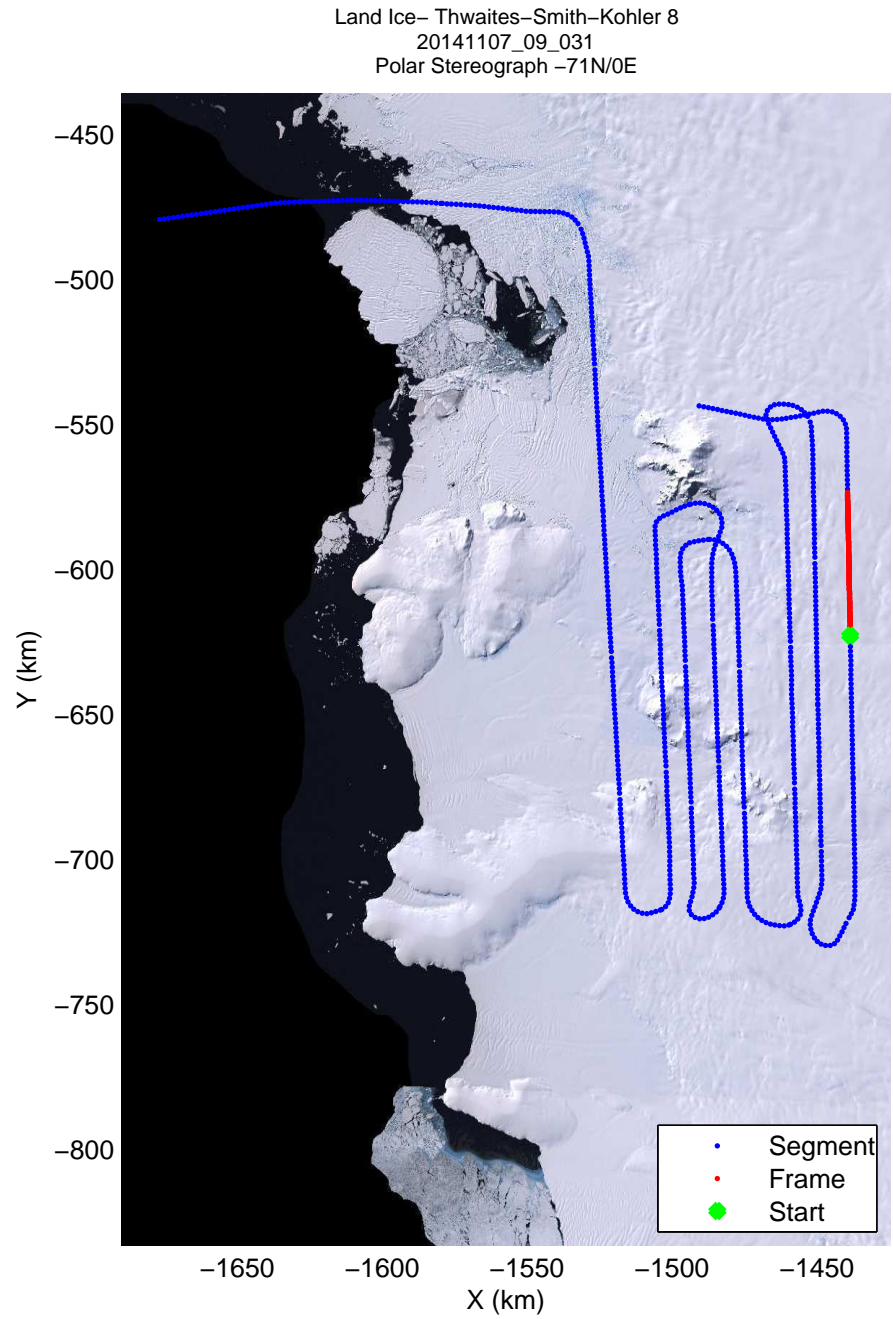 Land Ice− Thwaites−Smith−Kohler 8
20141107_09_031
Polar Stereograph −71N/0E
−450
−500
−550
−600
−650
−700
−750
−800
Y (km)
−1650
−1600
−1550
−1500
−1450
X (km)
Segment
Frame
Start